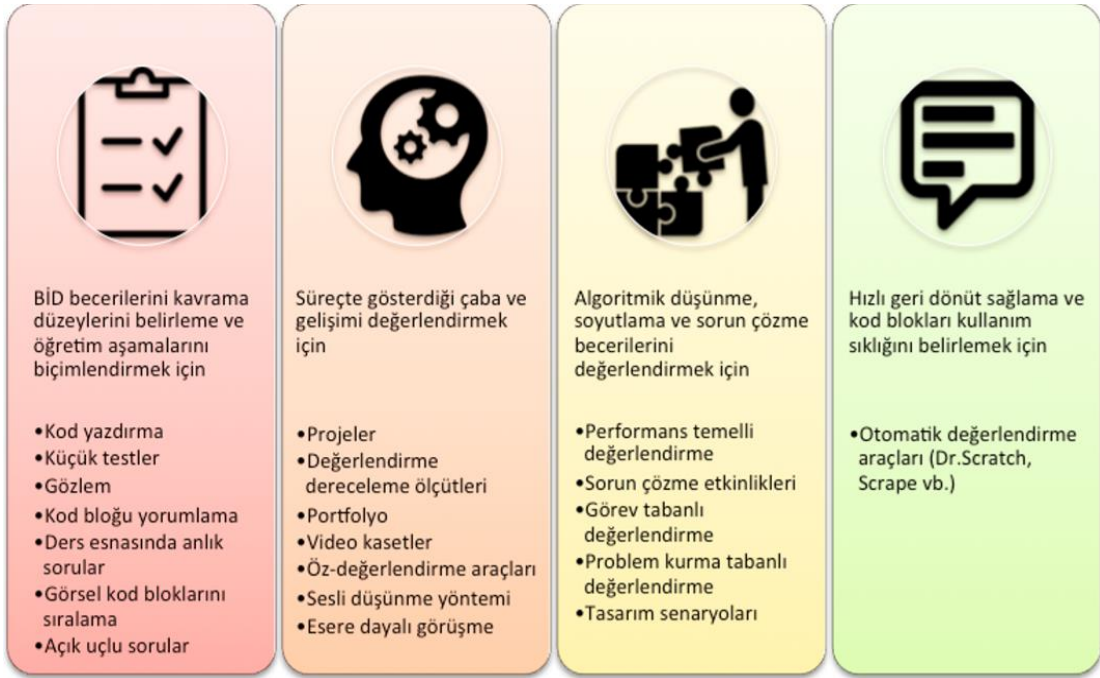 BİD becerilerini kavrama
düzeylerini belirleme ve
öğretim aşamalarını
biçimlendirmek için
•Kod yazdırma
•Küçük testler
•Gözlem
•Kod bloğu yorumlama
•Ders esnasında anlık
sorular
•Görsel kod bloklarını
sıralama
•Açık uçlu sorular
Süreçte gösterdiği çaba ve
gelişimi değerlendirmek
için
•Projeler
•Değerlendirme
dereceleme ölçütleri
•Portfolyo
•Video kasetler
•Öz-değerlendirme araçları
•Sesli düşünme yöntemi
•Esere dayalı görüşme
Algoritmik düşünme,
soyutlama ve sorun çözme
becerilerini
değerlendirmek için
•Performans temelli
değerlendirme
•Sorun çözme etkinlikleri
•Görev tabanlı
değerlendirme
•Problem kurma tabanlı
değerlendirme
•Tasarım senaryoları
Hızlı geri dönüt sağlama ve
kod blokları kullanım
sıklığını belirlemek için
•Otomatik değerlendirme
araçları (Dr.Scratch,
Scrape vb.)